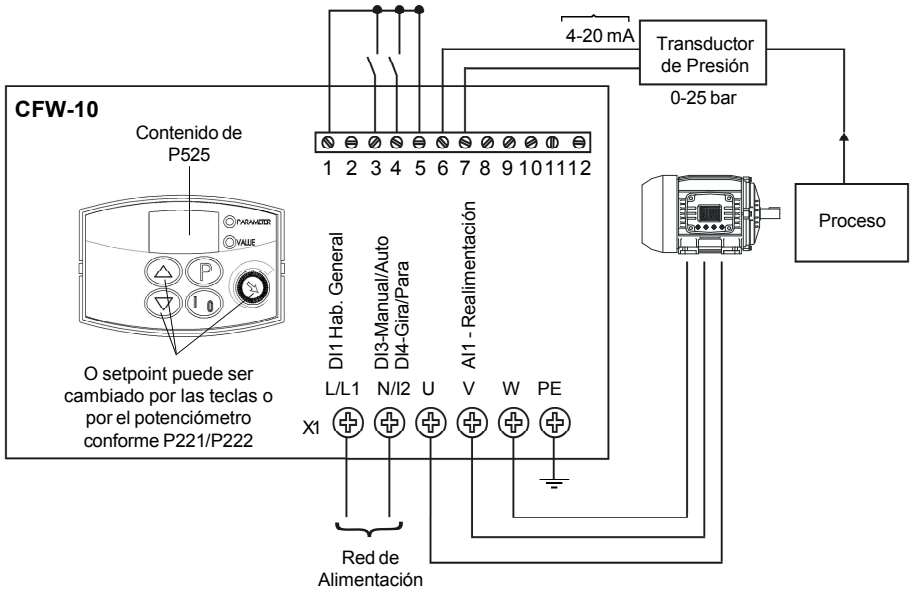 4-20 mA
Transductor
de Presión
0-25 bar
CFW-10
Contenido de
P525
1 2 3 4 5 6 7 8 9 10 11 12
PARAMETER
VALUE
P
I 0
Proceso
DI1 Hab. General
DI3-Manual/Auto
DI4-Gira/Para
AI1 - Realimentación
O setpoint puede ser
cambiado por las teclas o
por el potenciómetro
conforme P221/P222
L/L1 N/I2 U V W PE
X1
Red de
Alimentación